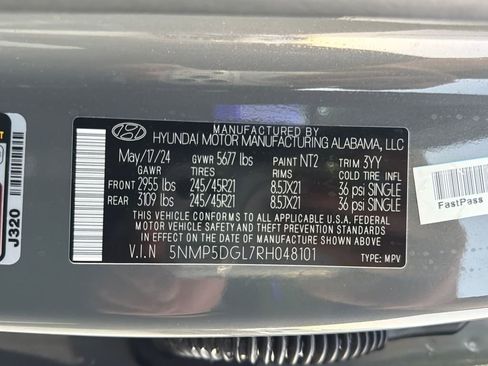 MANUFACTURED BY
HYUNDAI MOTOR MANUFACTURING ALABAMA, LLC
May/17/24 GVWR 5677 lbs PAINT NT2 TRIM 3YY
GAWR TIRES RIMS COLD TIRE INFL
FRONT 2955 lbs 245/45R21 8.5JX21 36 psi SINGLE
REAR 3109 lbs 245/45R21 8.5JX21 36 psi SINGLE
THIS VEHICLE CONFORMS TO ALL APPLICABLE U.S.A. FEDERAL
MOTOR VEHICLE SAFETY AND THEFT PREVENTION STANDARDS
IN EFFECT ON THE DATE OF MANUFACTURE SHOWN ABOVE.
V.I.N 5NMP5DGL7RH048101 TYPE: MPV
J320
FastPass